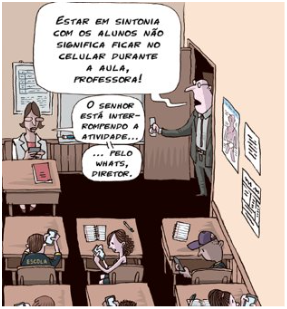 ESTAR EM SINTONIA
COM OS ALUNOS NÃO
SIGNIFICA FICAR NO
CELULAR DURANTE
A AULA,
PROFESSORA!
O SENHOR
ESTÁ INTER-
ROMPENDO A
ATIVIDADE...
... PELO
WHATS,
DIRETOR.
ESCOLA